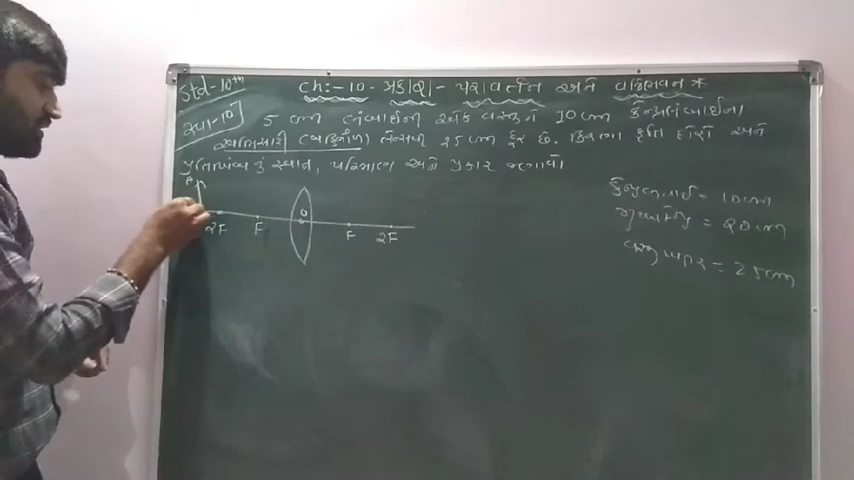 Std-10th
ch:-10- પ્રકાશ - પરાવર્તન અને વક્રીભવન *
સ્વા-10
5 cm લંબાઈની એક વસ્તુને 10 cm કેન્દ્રલંબાઈના
અભિસારી (બહિર્ગોળ) લેન્સથી 25 cm દૂર છે. કિરણા કૃતિ દોરો અને
પ્રતિબિંબનું સ્થાન, પરિમાણ અને પ્રકાર જણાવો
A
2F F O F 2F
કેન્દ્રલંબાઈ = 10 cm
= 20 cm
વસ્તુઅંતર = 25 cm